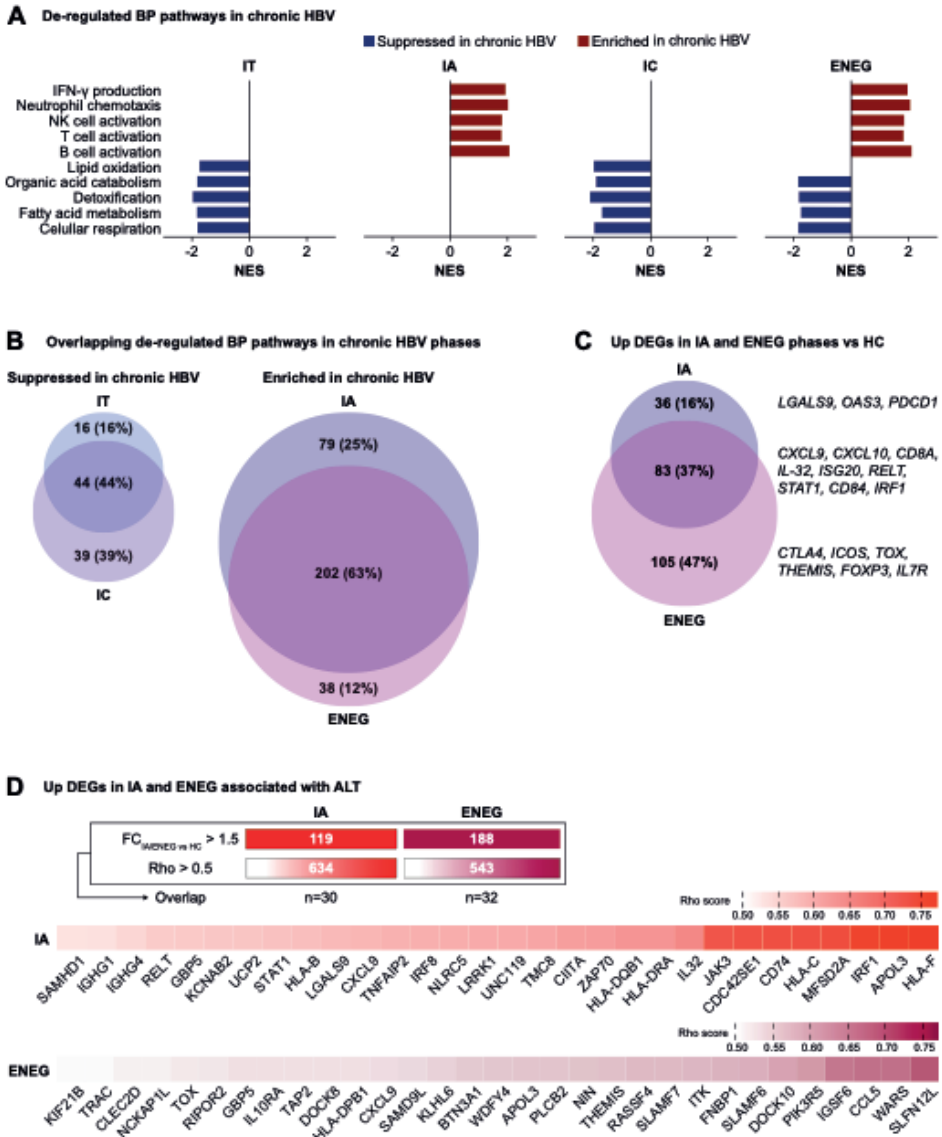 A De-regulated BP pathways in chronic HBV
Suppressed in chronic HBV Enriched in chronic HBV
IT IA IC ENEG
IFN-γ production
Neutrophil chemotaxis
NK cell activation
T cell activation
B cell activation
Lipid oxidation
Organic acid catabolism
Detoxification
Fatty acid metabolism
Celullar respiration
-2 0 2 -2 0 2 -2 0 2 -2 0 2
NES NES NES NES
B Overlapping de-regulated BP pathways in chronic HBV phases
Suppressed in chronic HBV Enriched in chronic HBV
IT IA
16 (16%)
44 (44%)
39 (39%)
IC
79 (25%)
202 (63%)
38 (12%)
ENEG
C Up DEGs in IA and ENEG phases vs HC
IA
36 (16%) LGALS9, OAS3, PDCD1
CXCL9, CXCL10, CD8A,
83 (37%) IL-32, ISG20, RELT,
STAT1, CD84, IRF1
105 (47%) CTLA4, ICOS, TOX,
THEMIS, FOXP3, IL7R
ENEG
D Up DEGs in IA and ENEG associated with ALT
IA ENEG
FC IA/ENEG vs HC > 1.5 119 188
Rho > 0.5 634 543
Overlap n=30 n=32
Rho score 0.50 0.55 0.60 0.65 0.70 0.75
IA
SAMHD1 IGHG1 IGHG4 RELT GBP5 KCNAB2 UCP2 STAT1 HLA-B LGALS9 CXCL9 TNFAIP2 IRF8 NLRC5 LRRK1 UNC119 TMC8 CIITA ZAP70 HLA-DQB1 HLA-DRA IL32 JAK3 CDC42SE1 CD74 HLA-C MFSD2A IRF1 APOL3 HLA-F
Rho score 0.50 0.55 0.60 0.65 0.70 0.75
ENEG
KIF21B TRAC CLEC2D NCKAP1L TOX RIPOR2 GBP5 IL10RA TAP2 DOCK8 HLA-DPB1 CXCL9 SAMD9L KLHL6 BTN3A1 WDFY4 APOL3 PLCB2 NIN THEMIS RASSF4 SLAMF7 ITK FNBP1 SLAMF6 DOCK10 PIK3R5 IGSF6 CCL5 WARS SLFN12L